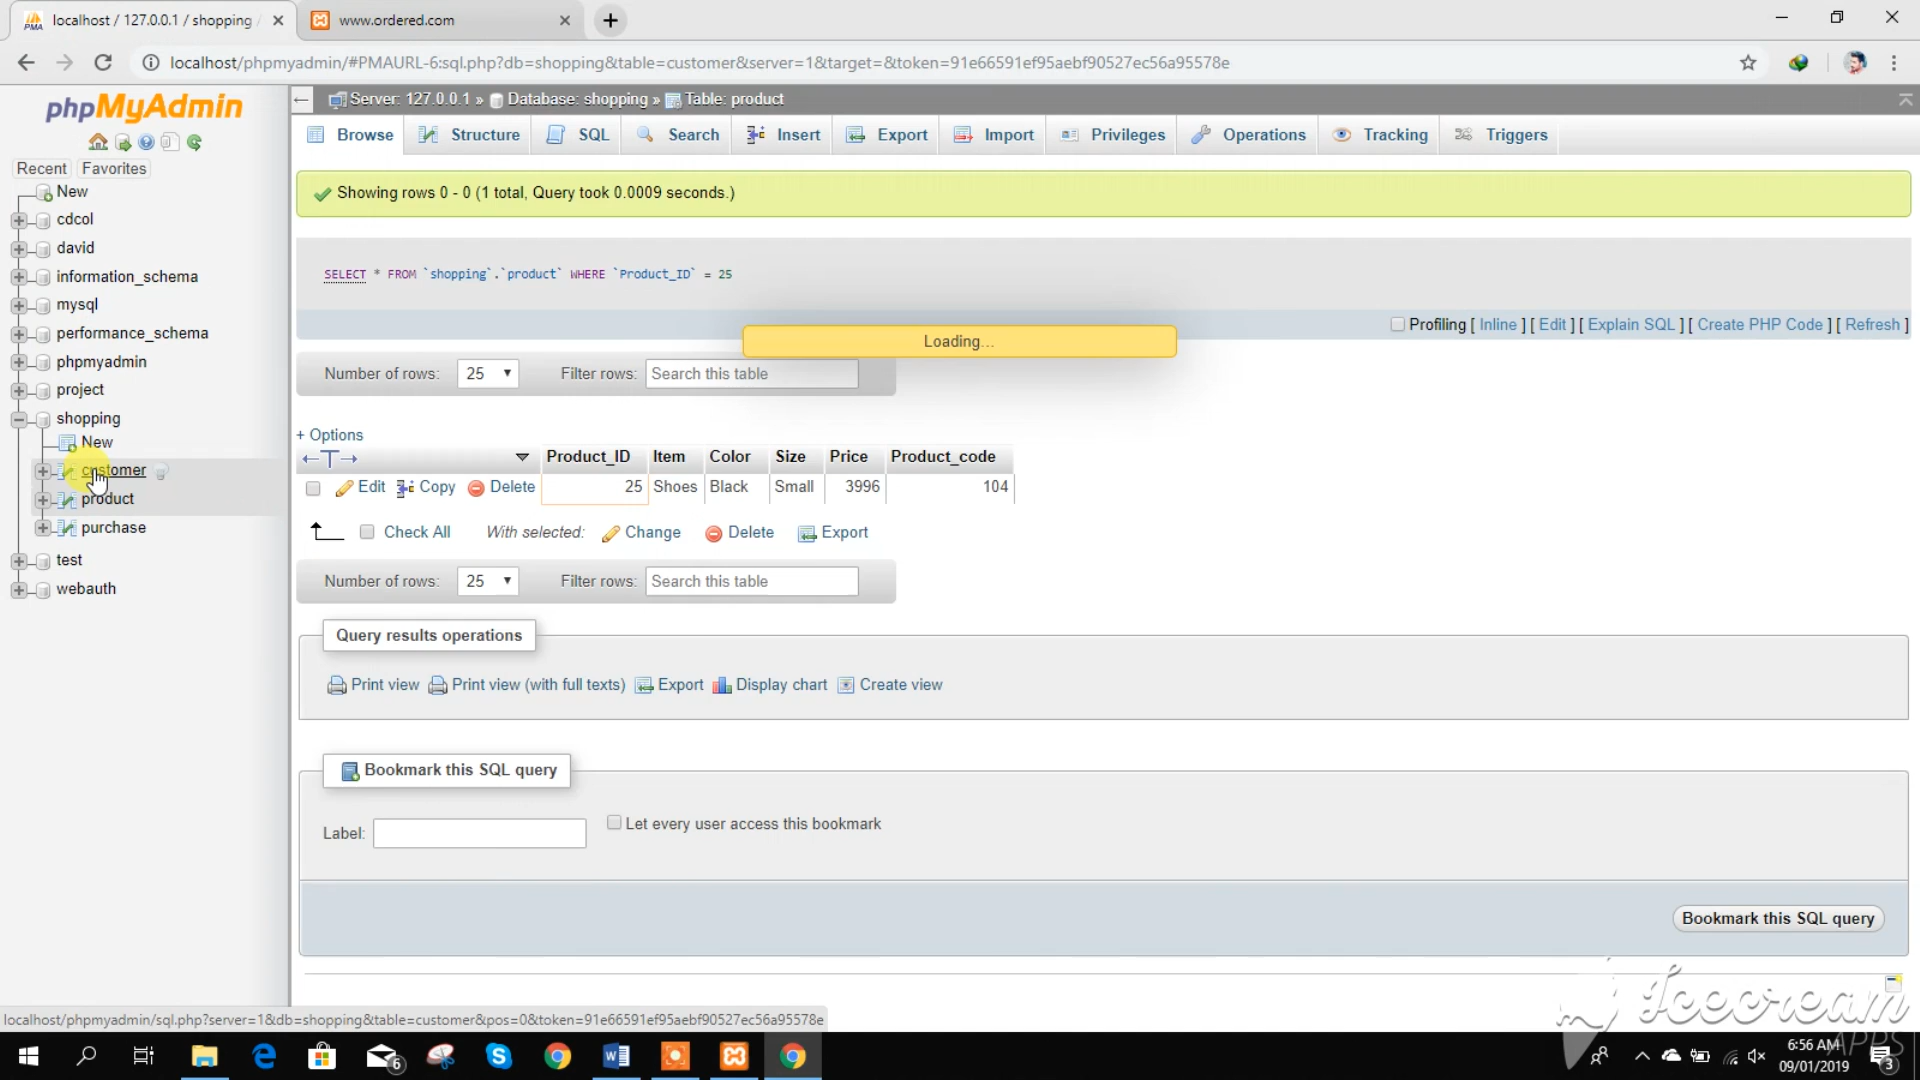 localhost / 127.0.0.1 / shopping
www.ordered.com
localhost/phpmyadmin/#PMAURL-6:sql.php?db=shopping&table=customer&server=1&target=&token=91e66591ef95aebf90527ec56a95578e
phpMyAdmin
Recent Favorites
New
cdcol
david
information_schema
mysql
performance_schema
phpmyadmin
project
shopping
New
customer
product
purchase
test
webauth
Server: 127.0.0.1 » Database: shopping » Table: product
Browse Structure SQL Search Insert Export Import Privileges Operations Tracking Triggers
Showing rows 0 - 0 (1 total, Query took 0.0009 seconds.)
SELECT * FROM `shopping`.`product` WHERE `Product_ID` = 25
Profiling [ Inline ] [ Edit ] [ Explain SQL ] [ Create PHP Code ] [ Refresh ]
Loading...
Number of rows: 25 Filter rows: Search this table
+ Options
Product_ID Item Color Size Price Product_code
Edit Copy Delete 25 Shoes Black Small 3996 104
Check All With selected: Change Delete Export
Number of rows: 25 Filter rows: Search this table
Query results operations
Print view Print view (with full texts) Export Display chart Create view
Bookmark this SQL query
Label: Let every user access this bookmark
Bookmark this SQL query
localhost/phpmyadmin/sql.php?server=1&db=shopping&table=customer&pos=0&token=91e66591ef95aebf90527ec56a95578e
Icecream
APPS
6
6:56 AM
09/01/2019
3